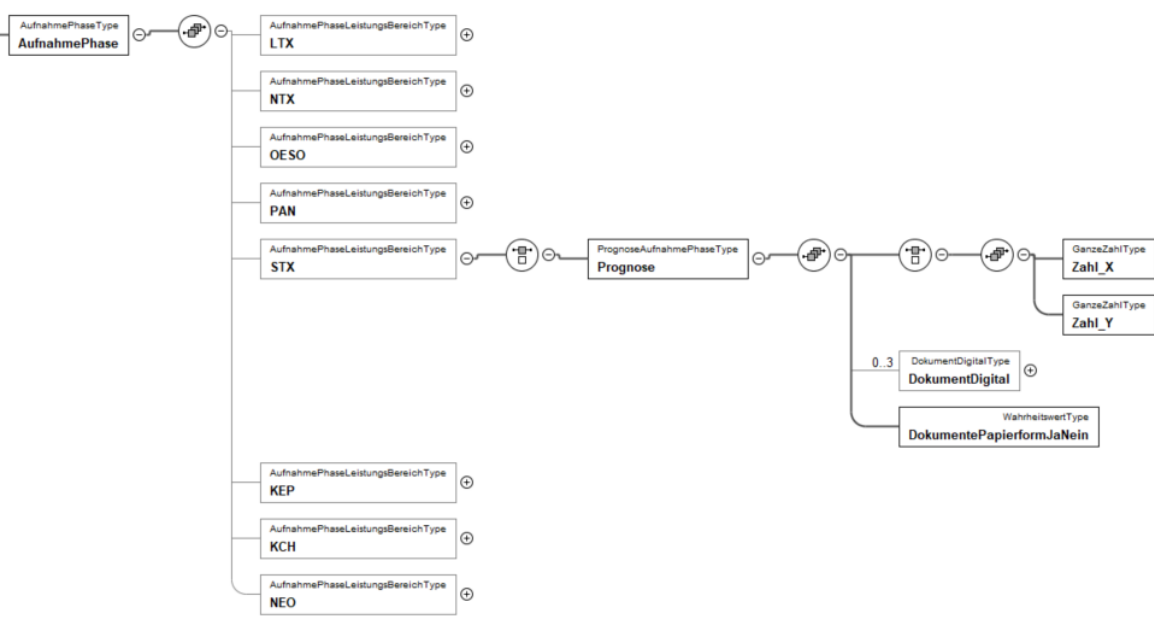 AufnahmePhaseType
AufnahmePhase
AufnahmePhaseLeistungsBereichType
LTX
AufnahmePhaseLeistungsBereichType
NTX
AufnahmePhaseLeistungsBereichType
OESO
AufnahmePhaseLeistungsBereichType
PAN
AufnahmePhaseLeistungsBereichType
STX
PrognoseAufnahmePhaseType
Prognose
GanzeZahlType
Zahl_X
GanzeZahlType
Zahl_Y
0..3
DokumentDigitalType
DokumentDigital
WahrheitswertType
DokumentePapierformJaNein
AufnahmePhaseLeistungsBereichType
KEP
AufnahmePhaseLeistungsBereichType
KCH
AufnahmePhaseLeistungsBereichType
NEO